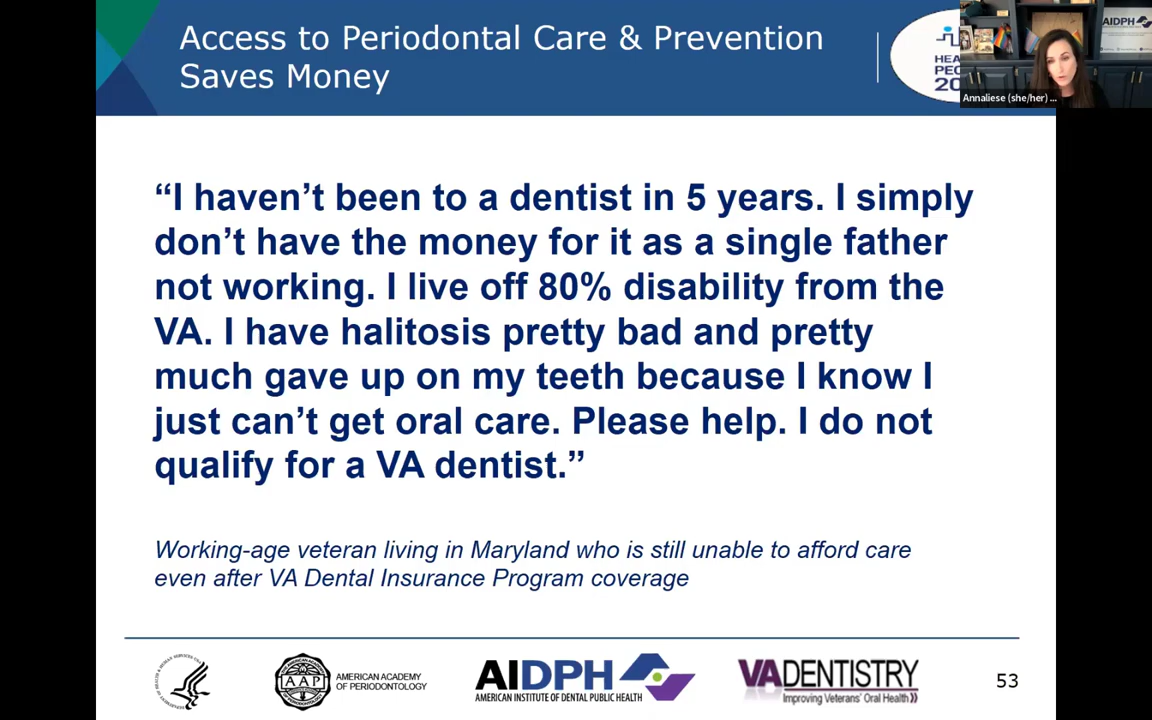 Access to Periodontal Care & Prevention
Saves Money
AIDPH
Annaliese (she/her) ...
“I haven’t been to a dentist in 5 years. I simply
don’t have the money for it as a single father
not working. I live off 80% disability from the
VA. I have halitosis pretty bad and pretty
much gave up on my teeth because I know I
just can’t get oral care. Please help. I do not
qualify for a VA dentist.”
Working-age veteran living in Maryland who is still unable to afford care
even after VA Dental Insurance Program coverage
AAP
AMERICAN ACADEMY
OF PERIODONTOLOGY
AIDPH
AMERICAN INSTITUTE OF DENTAL PUBLIC HEALTH
VADENTISTRY
Improving Veterans' Oral Health
53